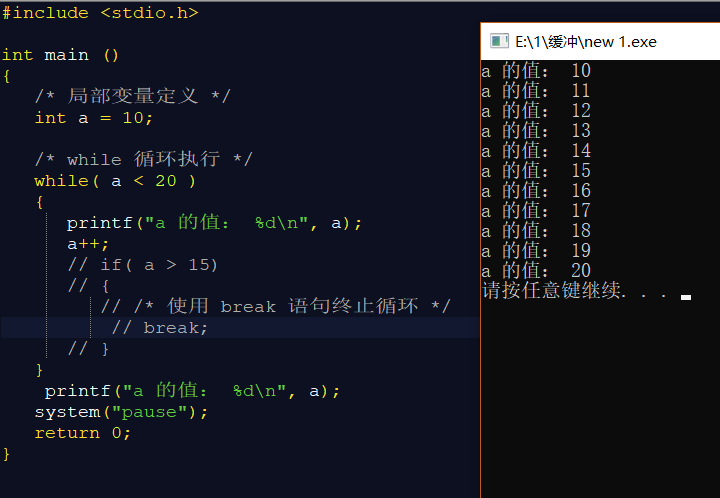 #include <stdio.h>
int main ()
{
/* 局部变量定义 */
int a = 10;
/* while 循环执行 */
while( a < 20 )
{
printf("a 的值： %d\n", a);
a++;
// if( a > 15)
// {
// /* 使用 break 语句终止循环 */
// break;
// }
}
printf("a 的值： %d\n", a);
system("pause");
return 0;
}
E:\1\缓冲\new 1.exe
a 的值： 10
a 的值： 11
a 的值： 12
a 的值： 13
a 的值： 14
a 的值： 15
a 的值： 16
a 的值： 17
a 的值： 18
a 的值： 19
a 的值： 20
请按任意键继续. . .